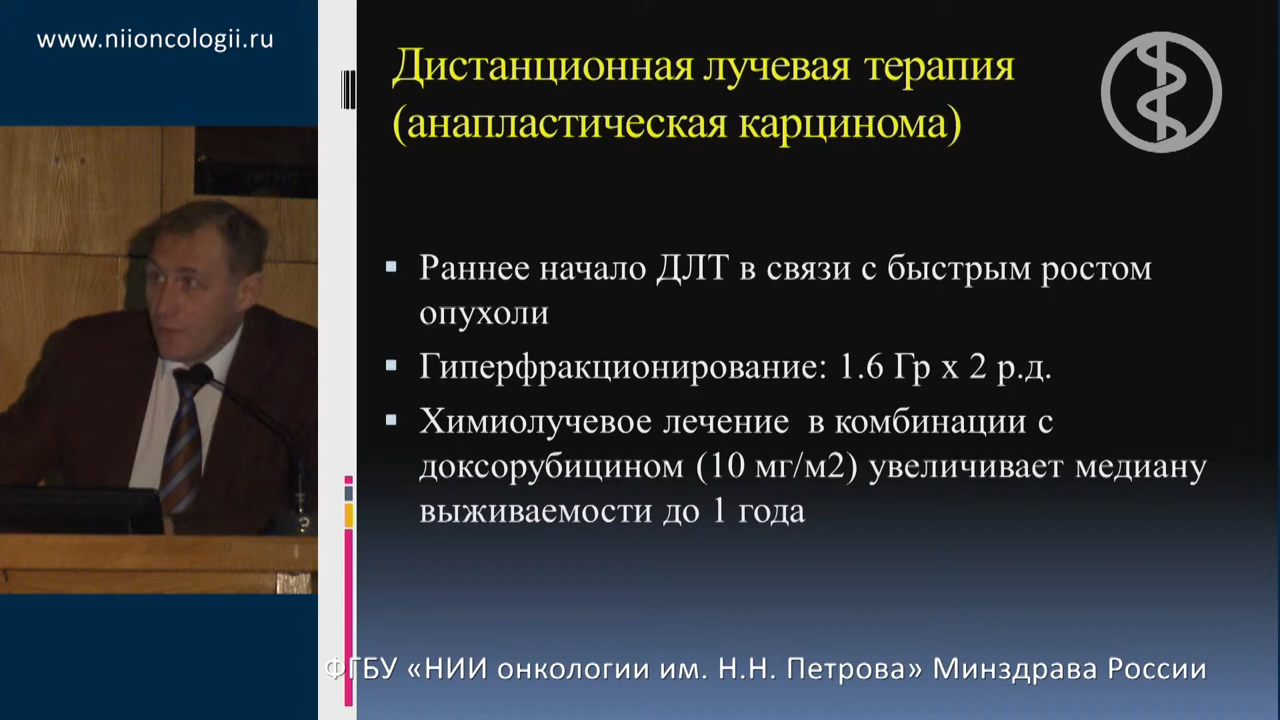 www.niioncologii.ru
Дистанционная лучевая терапия
(анапластическая карцинома)
Раннее начало ДЛТ в связи с быстрым ростом
опухоли
Гиперфракционирование: 1.6 Гр х 2 р.д.
Химиолучевое лечение в комбинации с
доксорубицином (10 мг/м2) увеличивает медиану
выживаемости до 1 года
ФГБУ «НИИ онкологии им. Н.Н. Петрова» Минздрава России